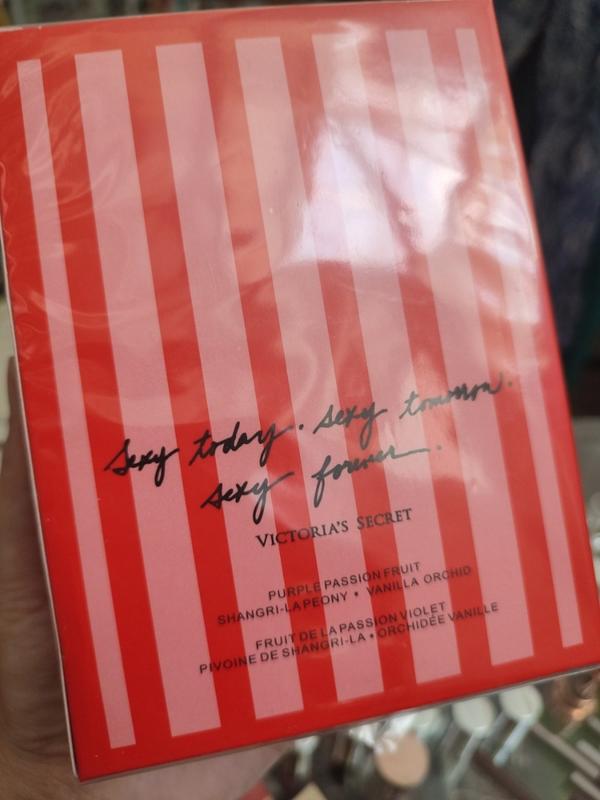 Sexy today. Sexy tomorrow.
Sexy forever.
VICTORIA'S SECRET
PURPLE PASSION FRUIT
SHANGRI-LA PEONY • VANILLA ORCHID
FRUIT DE LA PASSION VIOLET
PIVOINE DE SHANGRI-LA • ORCHIDÉE VANILLE